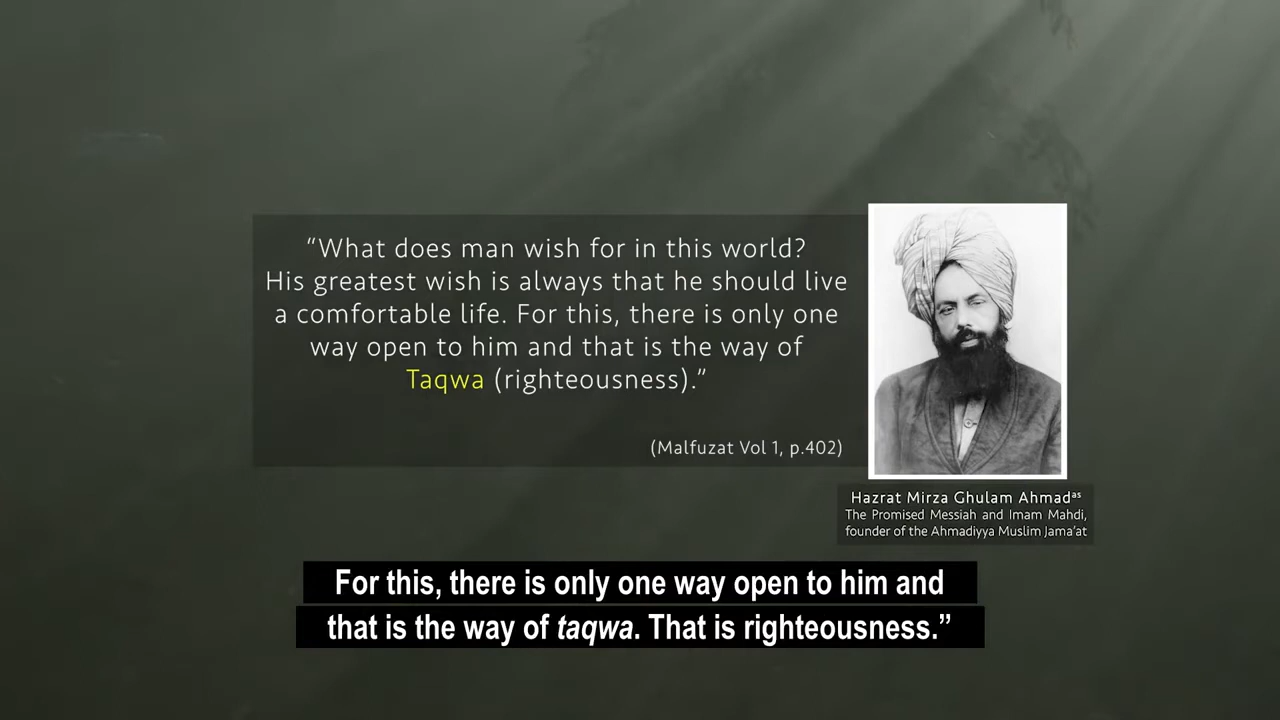 “What does man wish for in this world?
His greatest wish is always that he should live
a comfortable life. For this, there is only one
way open to him and that is the way of
Taqwa (righteousness).”
(Malfuzat Vol 1, p.402)
Hazrat Mirza Ghulam Ahmadᵃˢ
The Promised Messiah and Imam Mahdi,
founder of the Ahmadiyya Muslim Jama’at
For this, there is only one way open to him and
that is the way of taqwa. That is righteousness.”